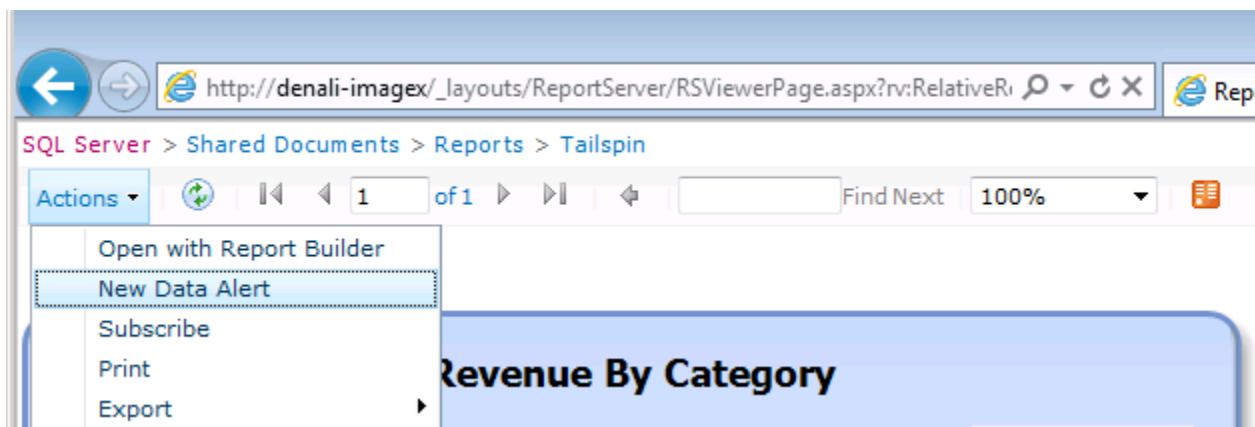 http://denali-imagex/_layouts/ReportServer/RSViewerPage.aspx?rv:RelativeR Rep
SQL Server > Shared Documents > Reports > Tailspin
Actions 1 of 1 Find Next 100%
Open with Report Builder
New Data Alert
Subscribe
Print
Export
Revenue By Category